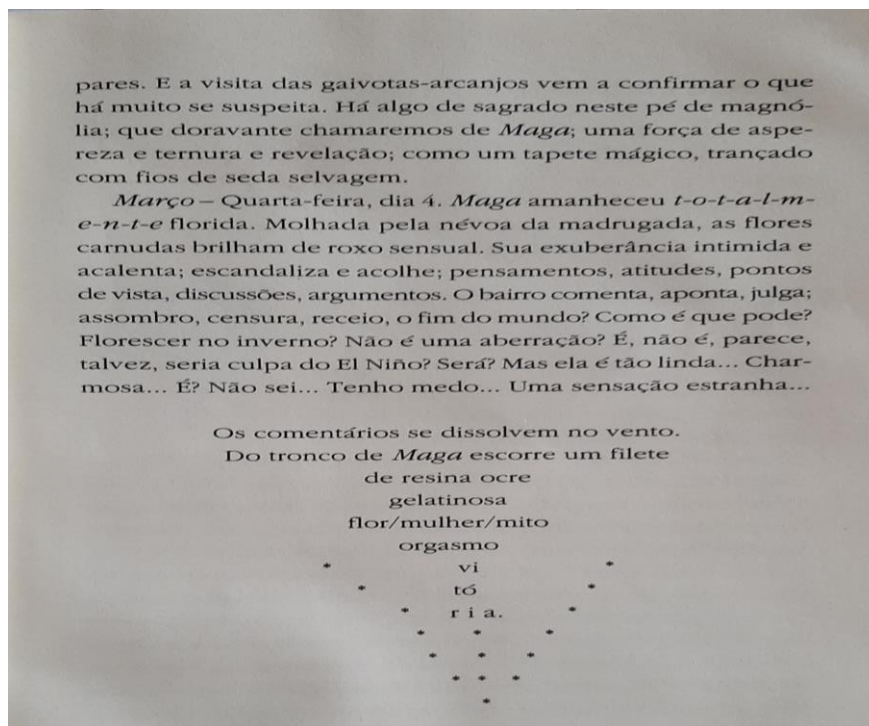 pares. E a visita das gaivotas-arcanjos vem a confirmar o que
há muito se suspeita. Há algo de sagrado neste pé de magnó-
lia; que doravante chamaremos de Maga; uma força de aspe-
reza e ternura e revelação; como um tapete mágico, trançado
com fios de seda selvagem.
Março – Quarta-feira, dia 4. Maga amanheceu t-o-t-a-l-m-
e-n-t-e florida. Molhada pela névoa da madrugada, as flores
carnudas brilham de roxo sensual. Sua exuberância intimida e
acalenta; escandaliza e acolhe; pensamentos, atitudes, pontos
de vista, discussões, argumentos. O bairro comenta, aponta, julga;
assombro, censura, receio, o fim do mundo? Como é que pode?
Florescer no inverno? Não é uma aberração? É, não é, parece,
talvez, seria culpa do El Niño? Será? Mas ela é tão linda... Char-
mosa... É? Não sei... Tenho medo... Uma sensação estranha...
Os comentários se dissolvem no vento.
Do tronco de Maga escorre um filete
de resina ocre
gelatinosa
flor/mulher/mito
orgasmo
* vi *
* tó *
* r i a. *
* * *
* * *
* * *
*